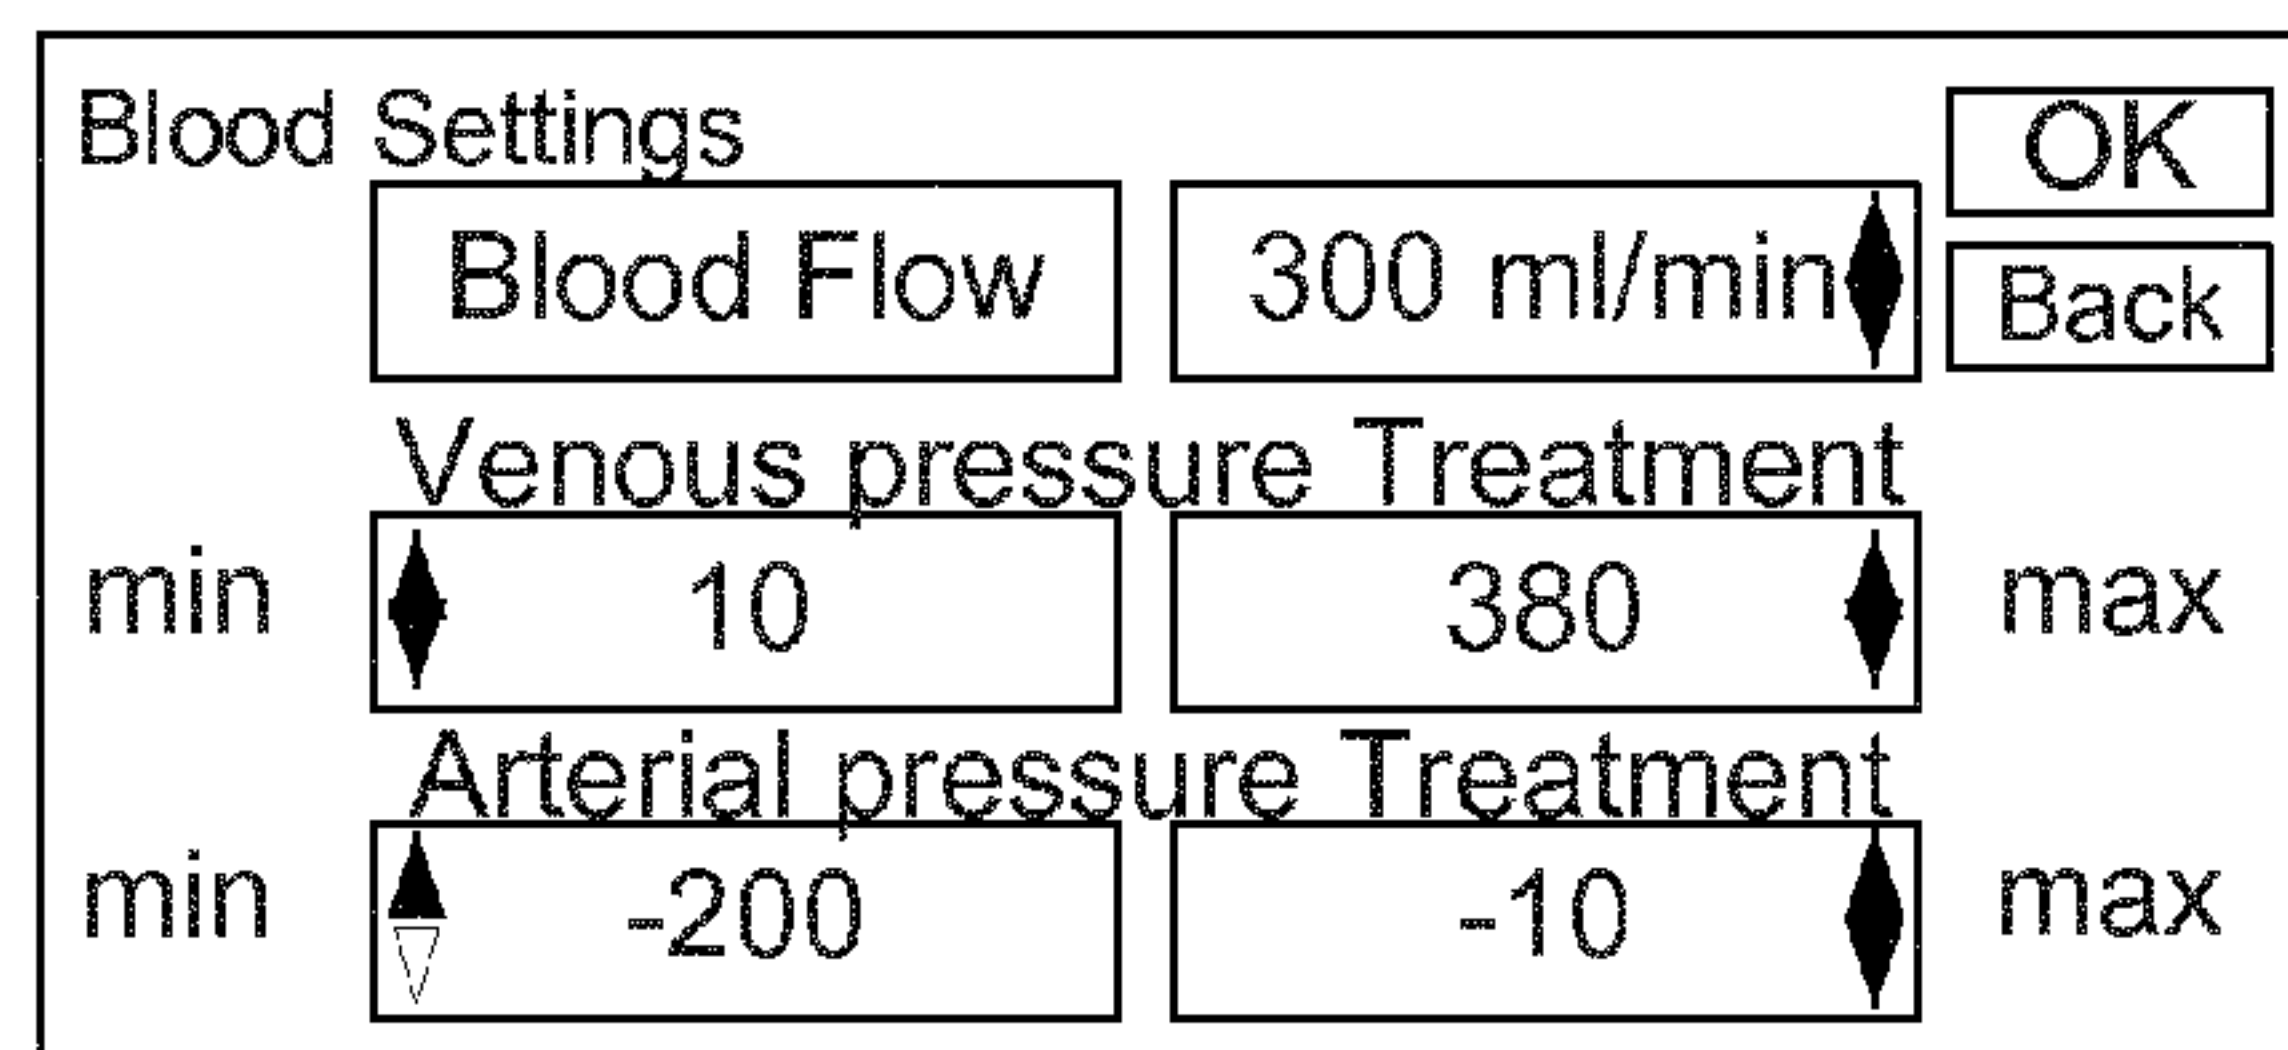 Blood Settings
OK
Blood Flow 300 ml/min
Back
Venous pressure Treatment
min 10 380 max
Arterial pressure Treatment
min -200 -10 max